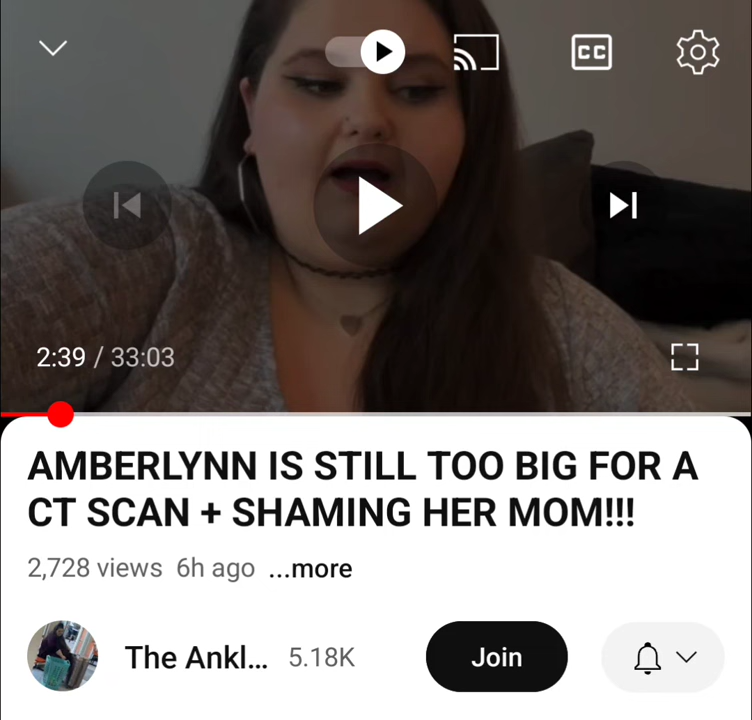 CC
2:39 / 33:03
AMBERLYNN IS STILL TOO BIG FOR A
CT SCAN + SHAMING HER MOM!!!
2,728 views 6h ago ...more
The Ankl... 5.18K Join